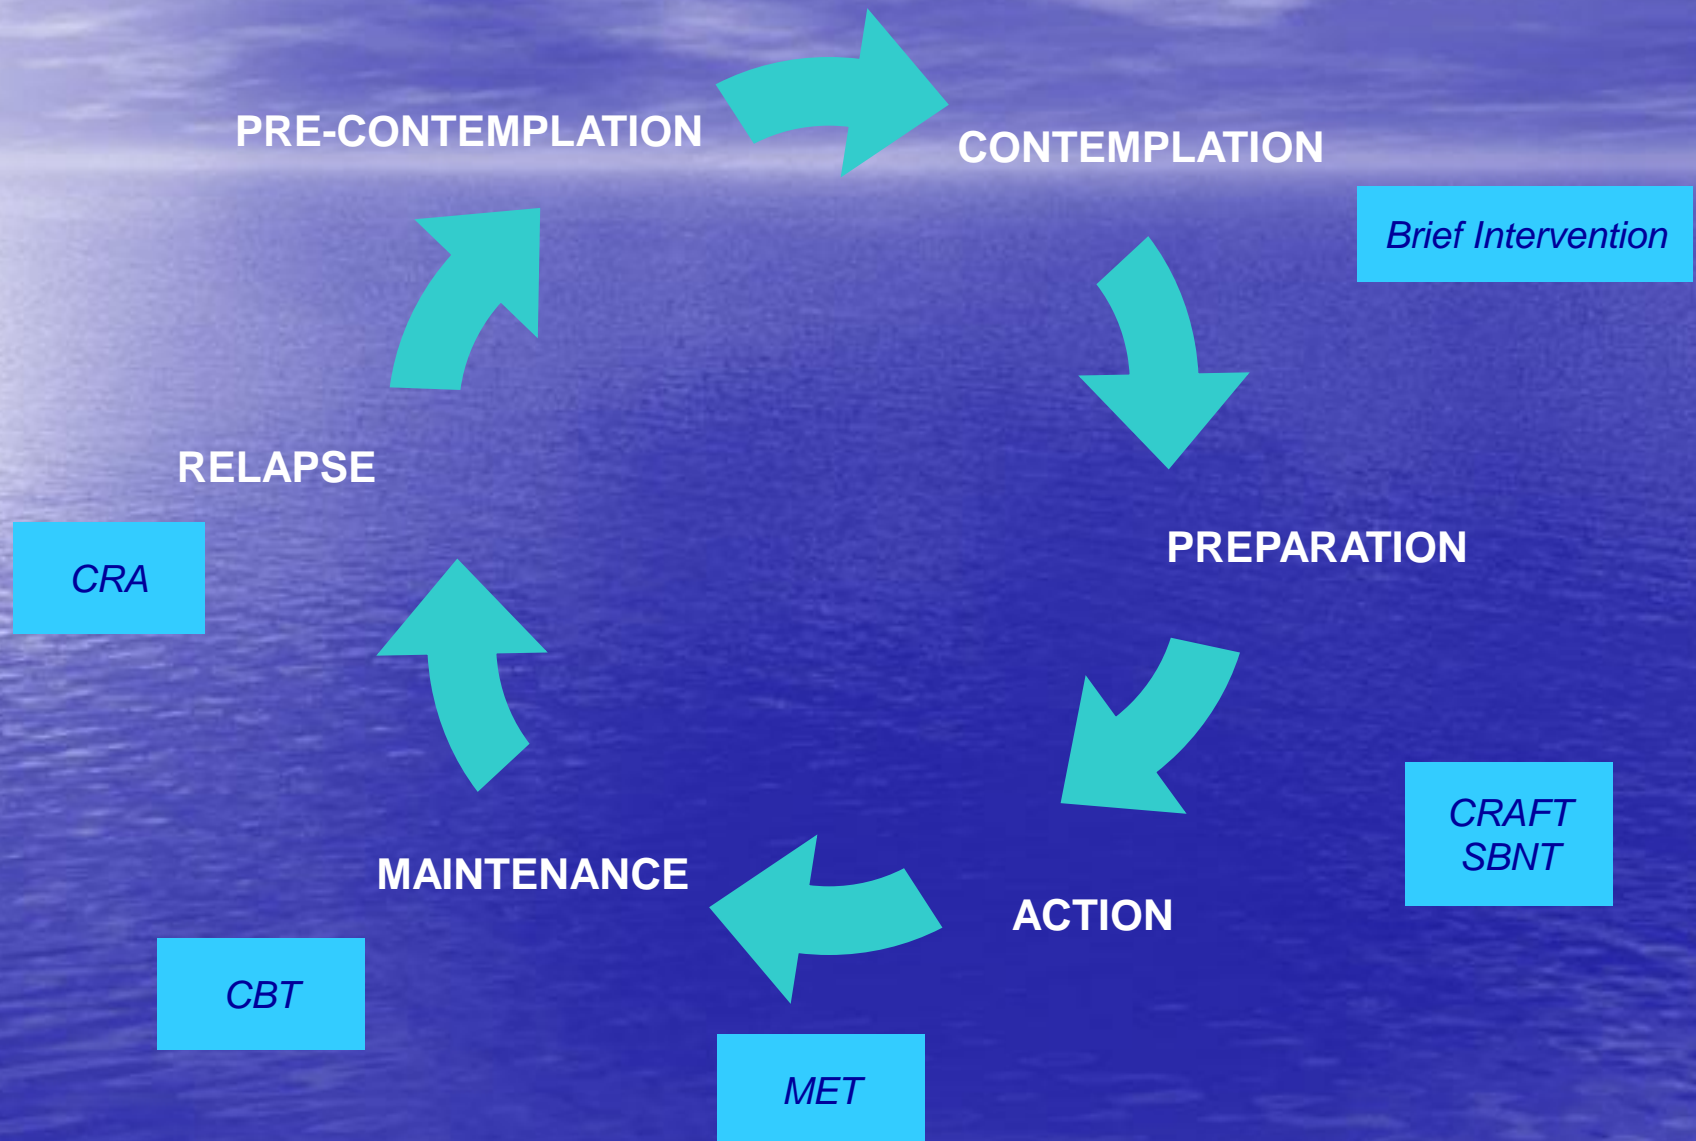 PRE-CONTEMPLATION
CONTEMPLATION
Brief Intervention
RELAPSE
PREPARATION
CRA
CRAFT
SBNT
MAINTENANCE
ACTION
CBT
MET